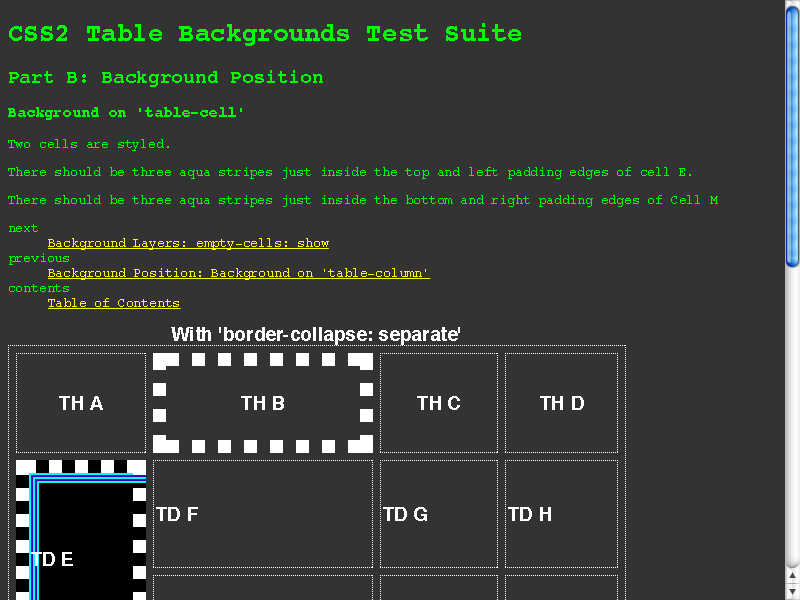 CSS2 Table Backgrounds Test Suite
Part B: Background Position
Background on 'table-cell'
Two cells are styled.
There should be three aqua stripes just inside the top and left padding edges of cell E.
There should be three aqua stripes just inside the bottom and right padding edges of Cell M
next
Background Layers: empty-cells: show
previous
Background Position: Background on 'table-column'
contents
Table of Contents
With 'border-collapse: separate'
TH A TH B TH C TH D
TD F TD G TD H
TD E